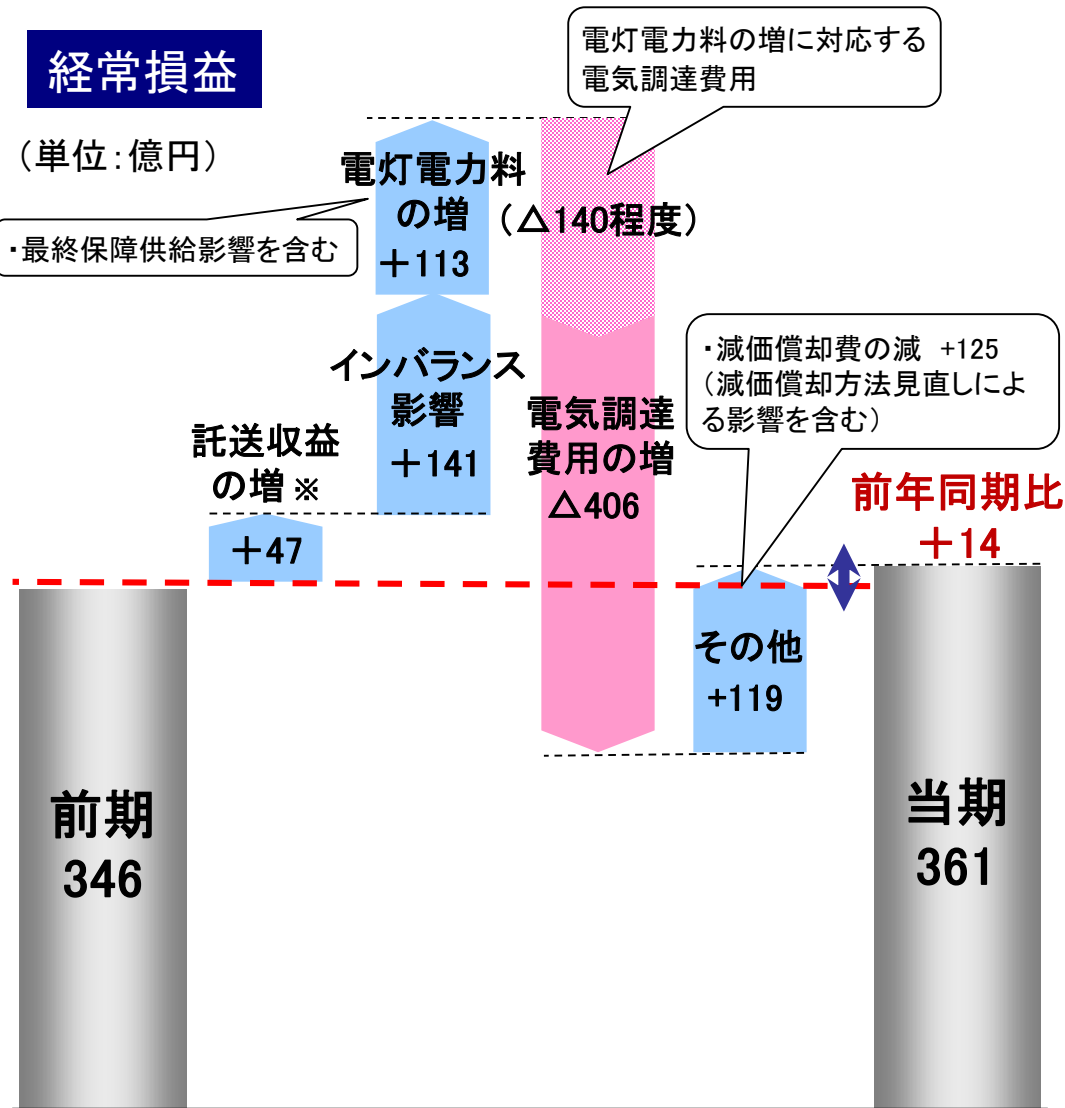 経常損益
（単位：億円）
電灯電力料の増に対応する
電気調達費用
電灯電力料
の増
＋113
（△140程度）
・最終保障供給影響を含む
インバランス
影響
＋141
託送収益
の増※
＋47
電気調達
費用の増
△406
・減価償却費の減 +125
（減価償却方法見直しによ
る影響を含む）
その他
+119
前年同期比
＋14
前期
346
当期
361